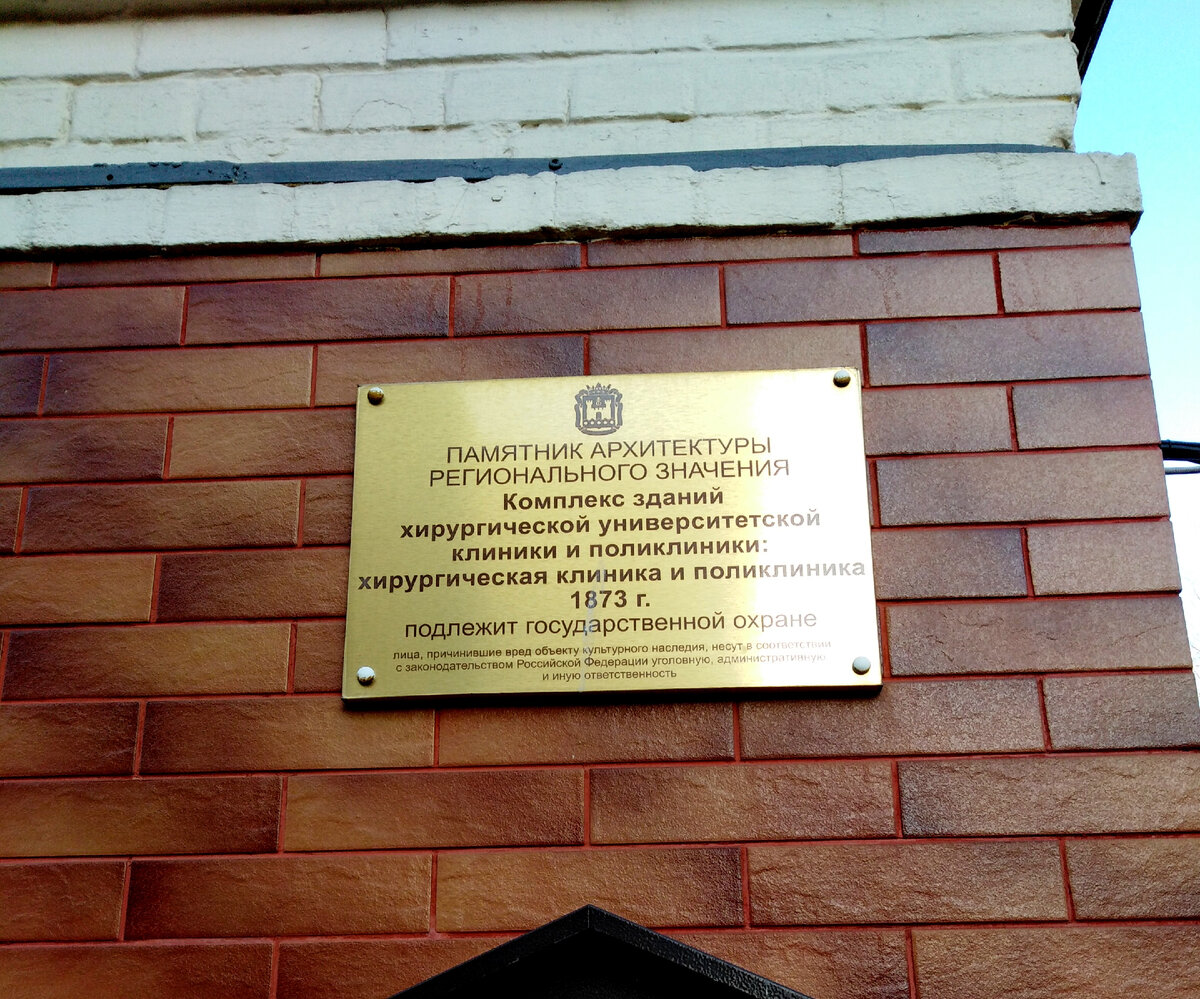 ПАМЯТНИК АРХИТЕКТУРЫ
РЕГИОНАЛЬНОГО ЗНАЧЕНИЯ
Комплекс зданий
хирургической университетской
клиники и поликлиники:
хирургическая клиника и поликлиника
1873 г.
подлежит государственной охране
лица, причинившие вред объекту культурного наследия, несут в соответствии
с законодательством Российской Федерации уголовную, административную
и иную ответственность